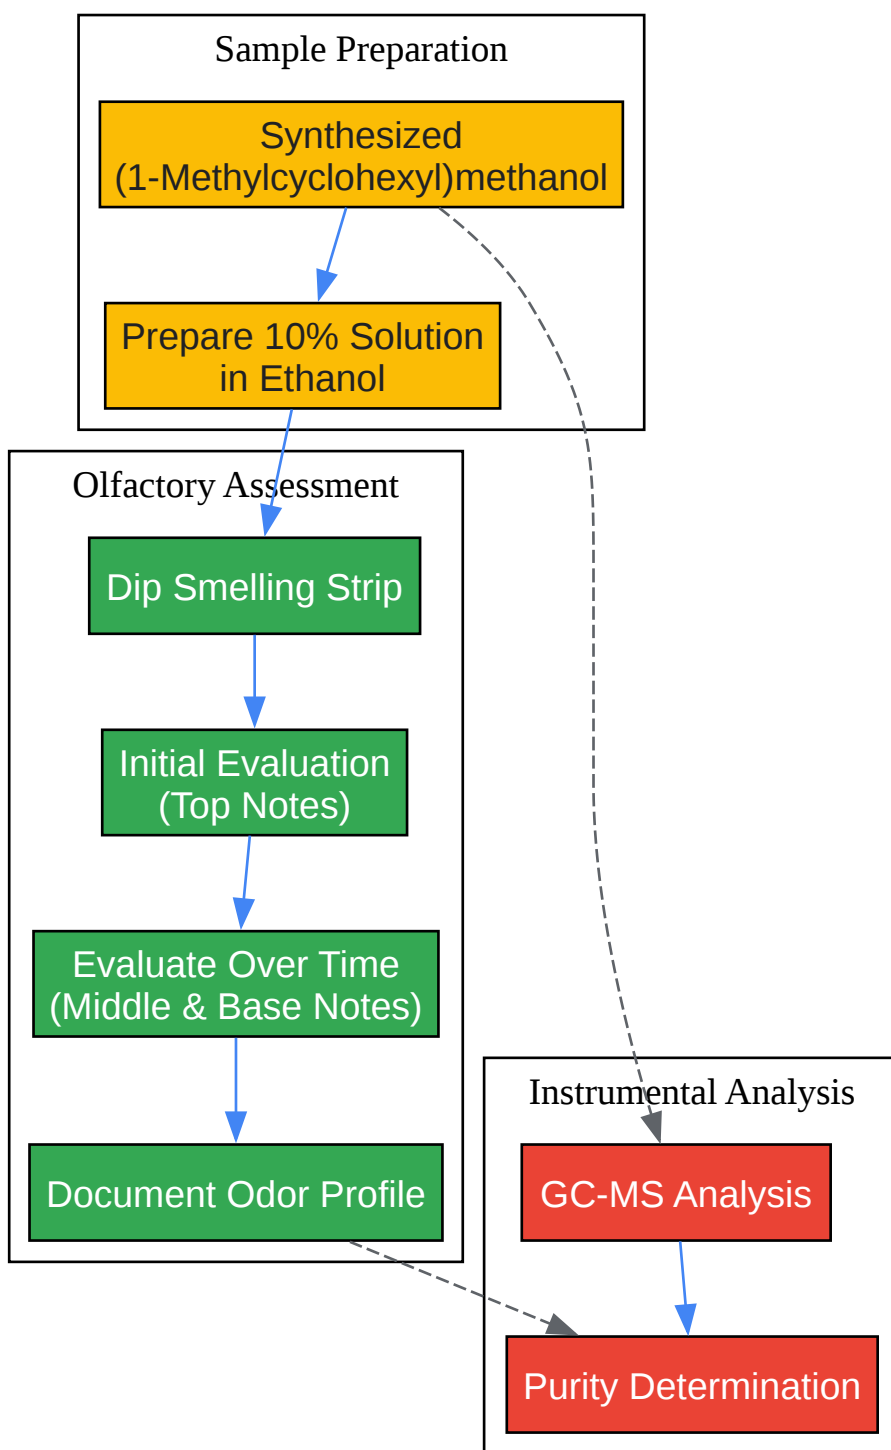 Sample Preparation
Synthesized
(1-Methylcyclohexyl)methanol
Prepare 10% Solution
in Ethanol
Olfactory Assessment
Dip Smelling Strip
Initial Evaluation
(Top Notes)
Evaluate Over Time
(Middle & Base Notes)
Document Odor Profile
Instrumental Analysis
GC-MS Analysis
Purity Determination